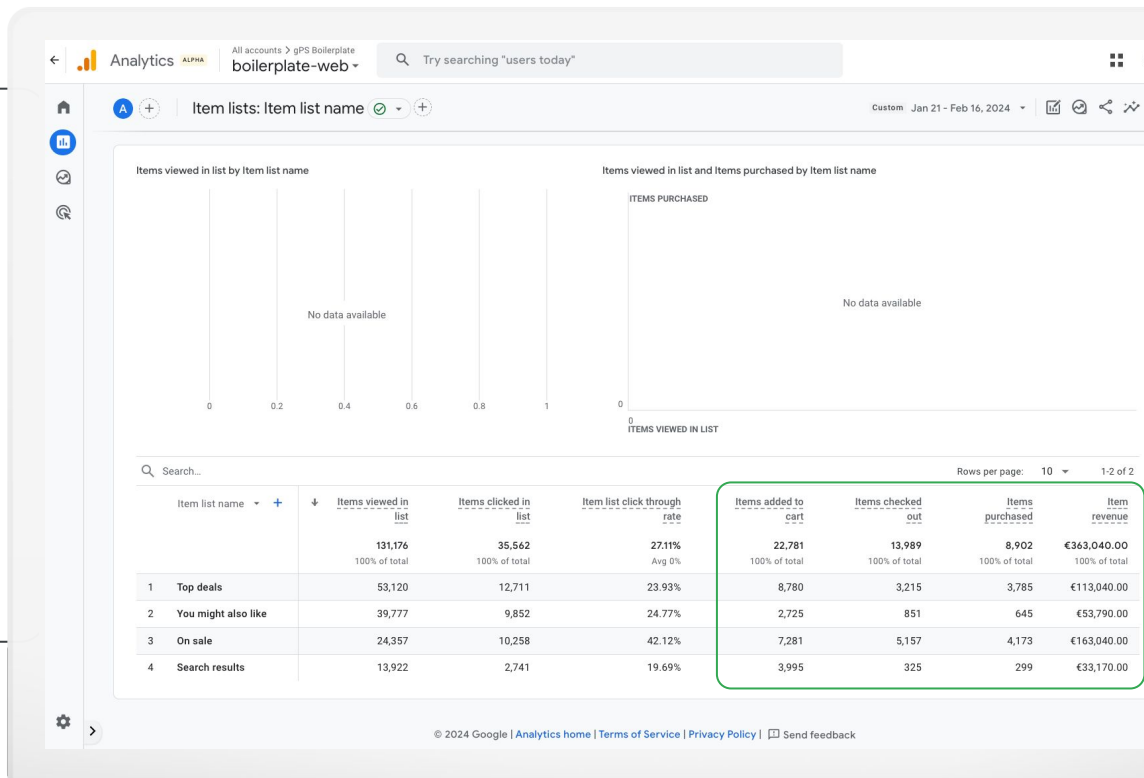 All accounts > gPS Boilerplate
Analytics ALPHA boilerplate-web
Try searching "users today"
A Item lists: Item list name Custom Jan 21 - Feb 16, 2024
Items viewed in list by Item list name
No data available
0 0.2 0.4 0.6 0.8 1
Items viewed in list and Items purchased by Item list name
ITEMS PURCHASED
No data available
0
0
ITEMS VIEWED IN LIST
Search... Rows per page: 10 1-2 of 2
Item list name + Items viewed in list Items clicked in list Item list click through rate Items added to cart Items checked out Items purchased Item revenue
131,176 35,562 27.11% 22,781 13,989 8,902 €363,040.00
100% of total 100% of total Avg 0% 100% of total 100% of total 100% of total 100% of total
1 Top deals 53,120 12,711 23.93% 8,780 3,215 3,785 €113,040.00
2 You might also like 39,777 9,852 24.77% 2,725 851 645 €53,790.00
3 On sale 24,357 10,258 42.12% 7,281 5,157 4,173 €163,040.00
4 Search results 13,922 2,741 19.69% 3,995 325 299 €33,170.00
© 2024 Google | Analytics home | Terms of Service | Privacy Policy | Send feedback